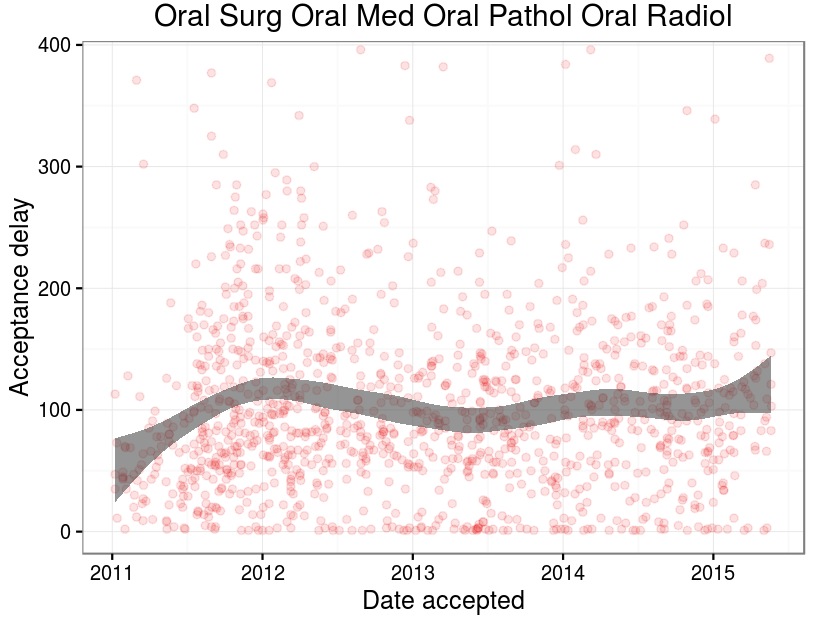 Oral Surg Oral Med Oral Pathol Oral Radiol
400
300
200
100
0
Acceptance delay
2011 2012 2013 2014 2015
Date accepted